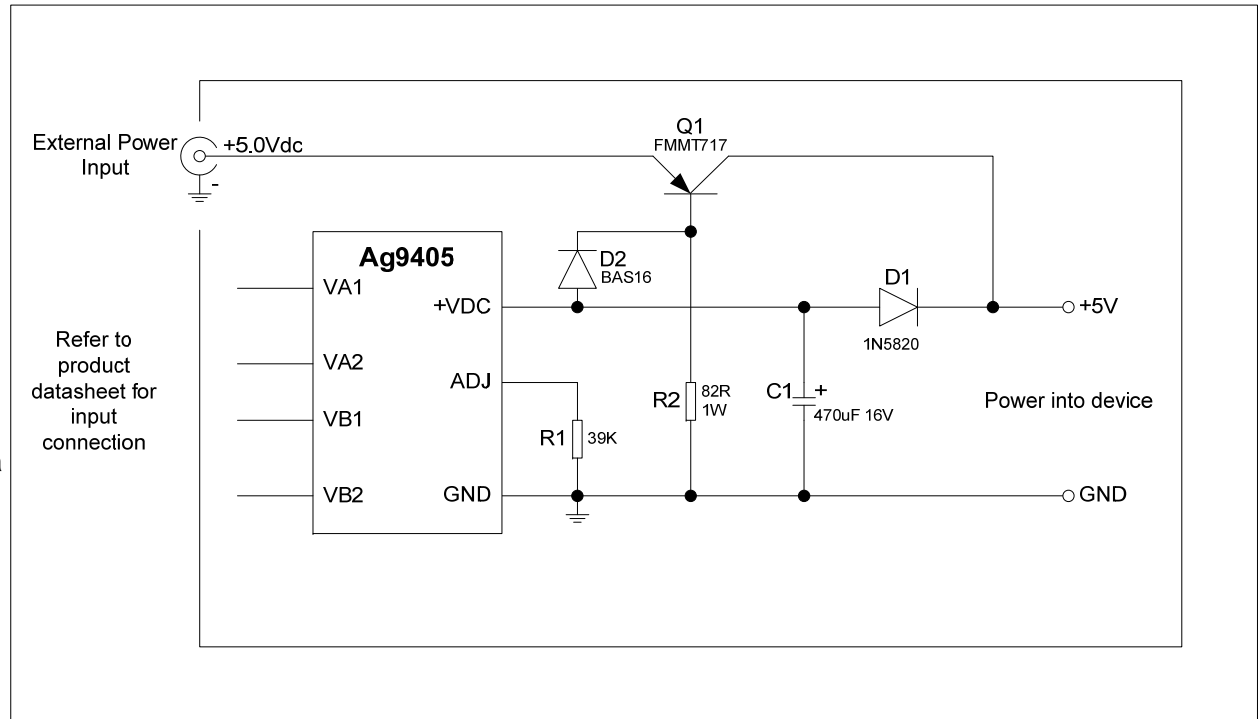 External Power
Input
+5.0Vdc
-
Q1
FMMT717
Ag9405
VA1
VA2
VB1
VB2
+VDC
ADJ
GND
Refer to
product
datasheet for
input
connection
D2
BAS16
D1
1N5820
+5V
R1
39K
R2
82R
1W
C1
+
470uF 16V
Power into device
GND